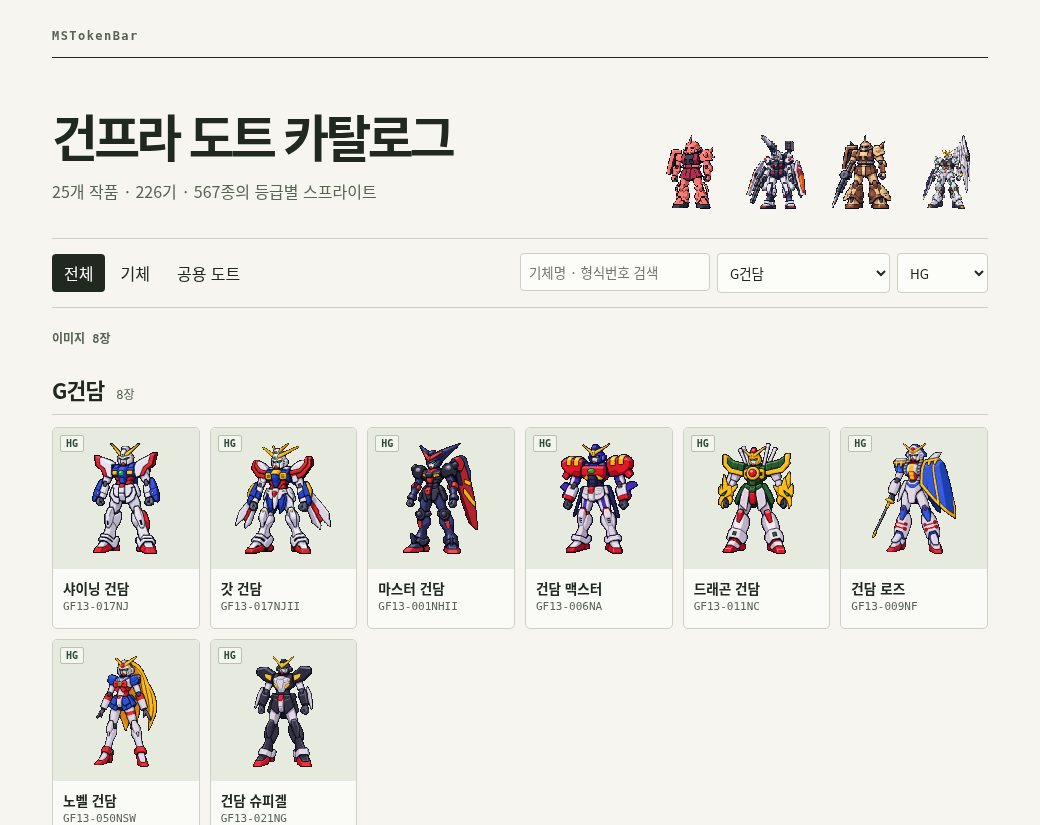 MSTokenBar
건프라 도트 카탈로그
25개 작품 · 226기 · 567종의 등급별 스프라이트
전체 기체 공용 도트 기체명 · 형식번호 검색 G건담 HG
이미지 8장
G건담 8장
HG HG HG HG HG HG
샤이닝 건담 갓 건담 마스터 건담 건담 맥스터 드래곤 건담 건담 로즈
GF13-017NJ GF13-017NJII GF13-001NHII GF13-006NA GF13-011NC GF13-009NF
HG HG
노벨 건담 건담 슈피겔
GF13-050NSW GF13-021NG